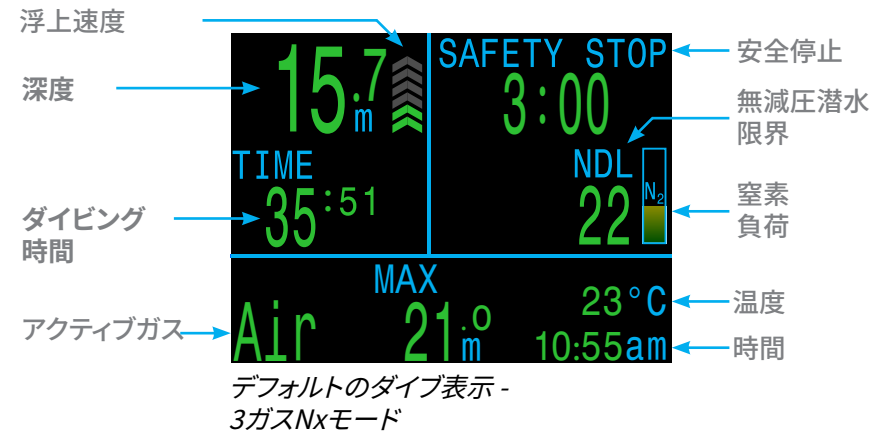 浮上速度
深度
ダイビング
時間
アクティブガス
15.7
m
TIME
35:51
SAFETY STOP
3:00
NDL
22
N2
MAX
Air
21.0
m
23°C
10:55am
安全停止
無減圧潜水
限界
窒素
負荷
温度
時間
デフォルトのダイブ表示 -
3ガスNxモード